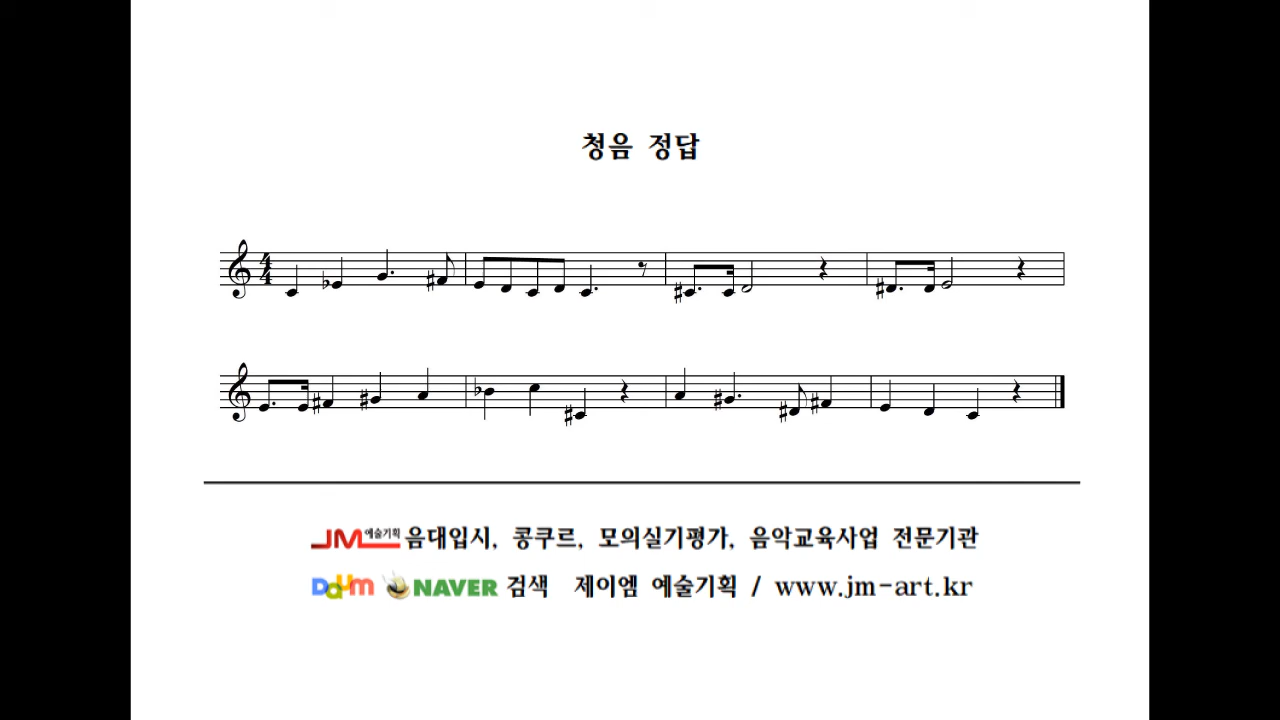 청음 정답
JM예술기획 음대입시, 콩쿠르, 모의실기평가, 음악교육사업 전문기관
Daum NAVER 검색 제이엠 예술기획 / www.jm-art.kr